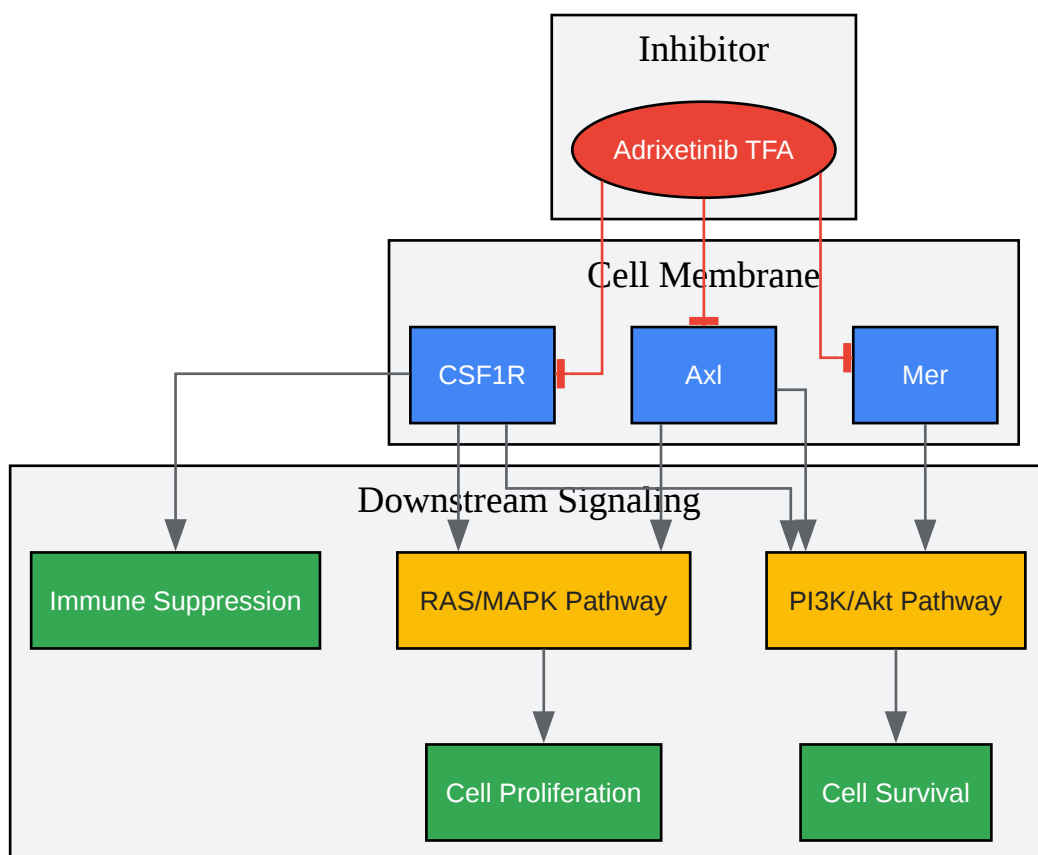 Inhibitor
Adrixetinib TFA
Cell Membrane
CSF1R
Axl
Mer
Downstream Signaling
Immune Suppression
RAS/MAPK Pathway
PI3K/Akt Pathway
Cell Proliferation
Cell Survival